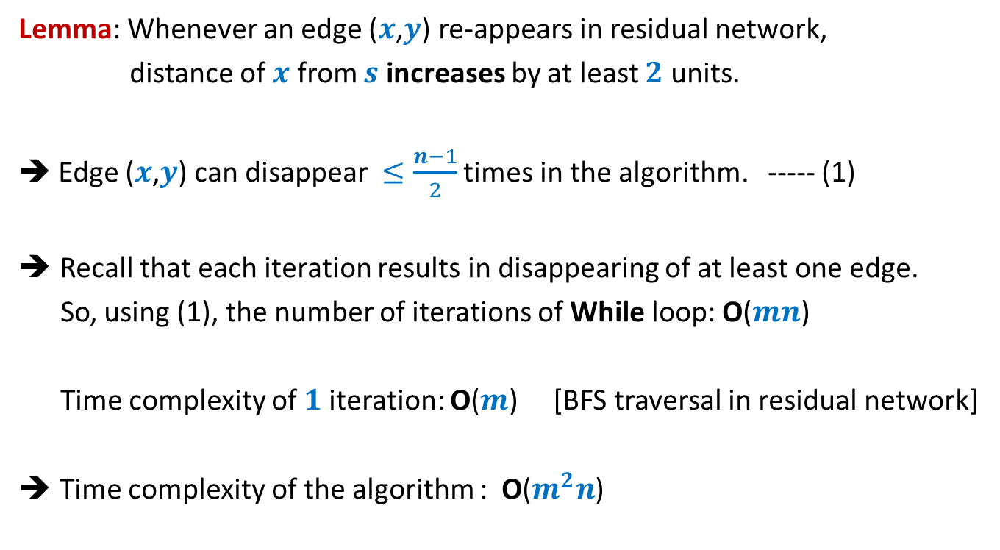 Lemma: Whenever an edge (x,y) re-appears in residual network,
distance of x from s increases by at least 2 units.
➔ Edge (x,y) can disappear ≤ \frac{n−1}{2} times in the algorithm. ----- (1)
➔ Recall that each iteration results in disappearing of at least one edge.
So, using (1), the number of iterations of While loop: O(mn)
Time complexity of 1 iteration: O(m) [BFS traversal in residual network]
➔ Time complexity of the algorithm : O(m²n)